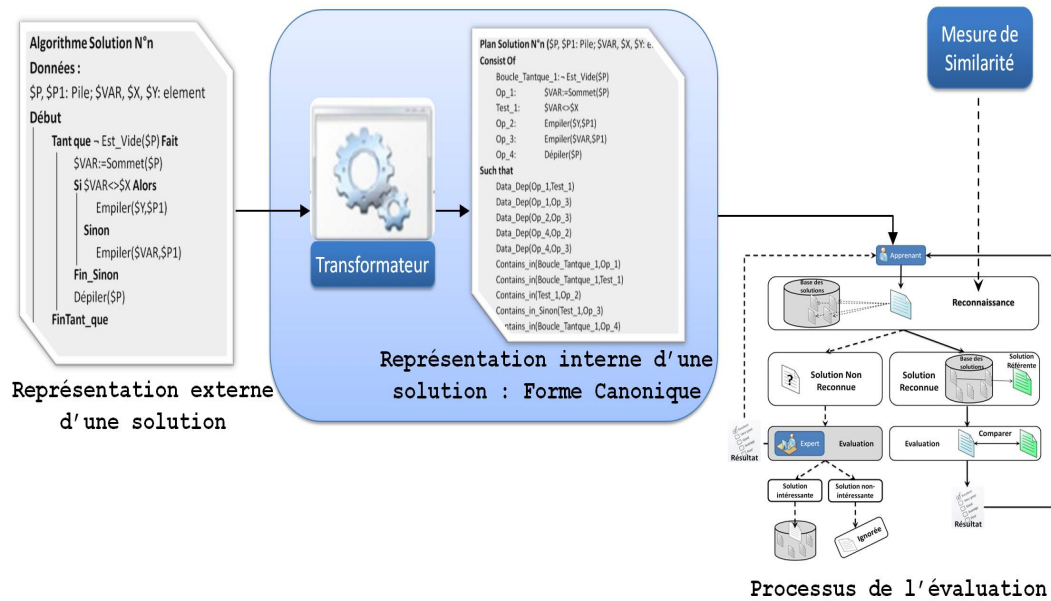 Algorithme Solution N°n
Données :
$P, $P1: Pile; $VAR, $X, $Y: element
Début
Tant que ¬ Est_Vide($P) Fait
$VAR:=Sommet($P)
Si $VAR<>$X Alors
Empiler($Y,$P1)
Sinon
Empiler($VAR,$P1)
Fin_Sinon
Dépiler($P)
FinTant_que
Représentation externe
d'une solution
Transformateur
Plan Solution N°n ($P, $P1: Pile; $VAR, $X, $Y: e
Consist Of
Boucle_Tantque_1: ¬ Est_Vide($P)
Op_1: $VAR:=Sommet($P)
Test_1: $VAR<>$X
Op_2: Empiler($Y,$P1)
Op_3: Empiler($VAR,$P1)
Op_4: Dépiler($P)
Such that
Data_Dep(Op_1,Test_1)
Data_Dep(Op_1,Op_3)
Data_Dep(Op_2,Op_3)
Data_Dep(Op_4,Op_2)
Data_Dep(Op_4,Op_3)
Contains_in(Boucle_Tantque_1,Op_1)
Contains_in(Boucle_Tantque_1,Test_1)
Contains_in(Test_1,Op_2)
Contains_in_Sinon(Test_1,Op_3)
ntains_in(Boucle_Tantque_1,Op_4)
Représentation interne d'une
solution : Forme Canonique
Mesure de
Similarité
Apprenant
Base des
solutions
Reconnaissance
?
Solution Non
Reconnue
Solution
Reconnue
Base des
solutions
Solution
Référente
Résultat
Expert
Evaluation
Evaluation
Comparer
Solution
intéressante
Solution non-
intéressante
Ignorée
Résultat
Processus de l'évaluation